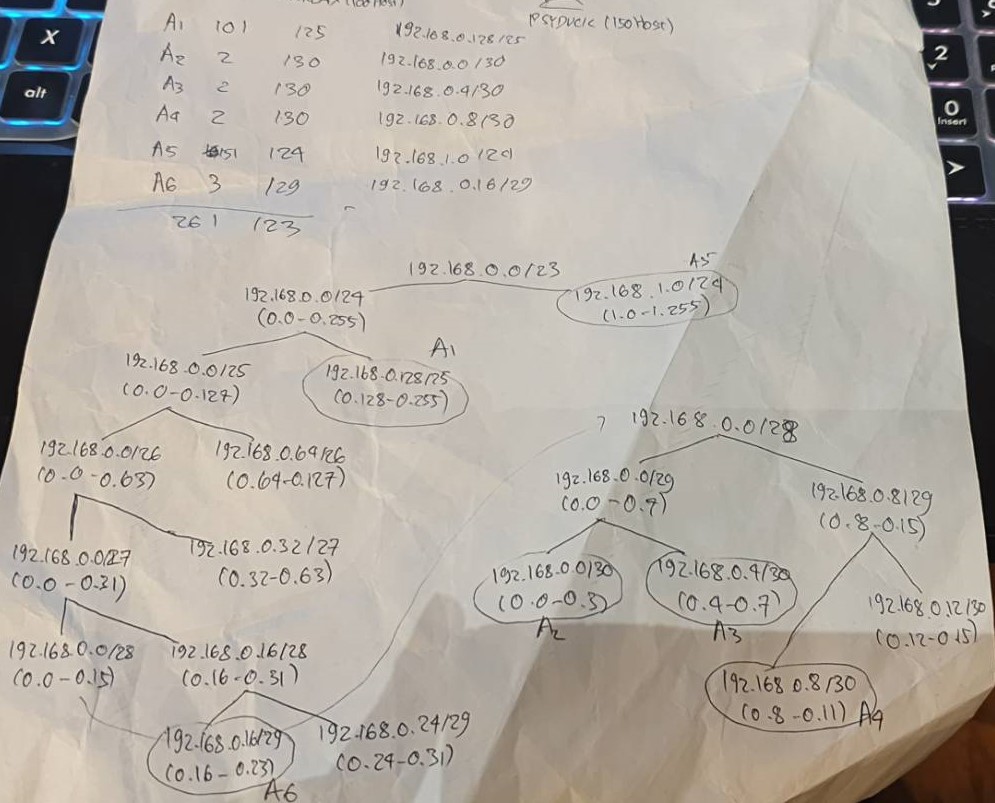 PSYDUCK (150Host)
A1 101 125 192.168.0.128/25
A2 2 130 192.168.0.0/30
A3 2 130 192.168.0.4/30
A4 2 130 192.168.0.8/30
A5 151 124 192.168.1.0/24
A6 3 /29 192.168.0.16/29
261 /23
192.168.0.0/23
A5
192.168.0.0/24 192.168.1.0/24
(0.0-0.255) (1.0-1.255)
A1
192.168.0.0/25 192.168.0.128/25
(0.0-0.127) (0.128-0.255)
192.168.0.0/28
192.168.0.0/26 192.168.0.64/26
(0.0-0.63) (0.64-0.127)
192.168.0.0/29 192.168.0.8/29
(0.0-0.7) (0.8-0.15)
192.168.0.0/27 192.168.0.32/27
(0.0-0.31) (0.32-0.63)
192.168.0.0/30 192.168.0.4/30 192.168.0.12/30
(0.0-0.3) (0.4-0.7) (0.12-0.15)
A2 A3
192.168.0.0/28 192.168.0.16/28
(0.0-0.15) (0.16-0.31)
192.168.0.8/30
(0.8-0.11) A4
192.168.0.16/29 192.168.0.24/29
(0.16-0.23) (0.24-0.31)
A6
X
alt
2
0
Insert
>